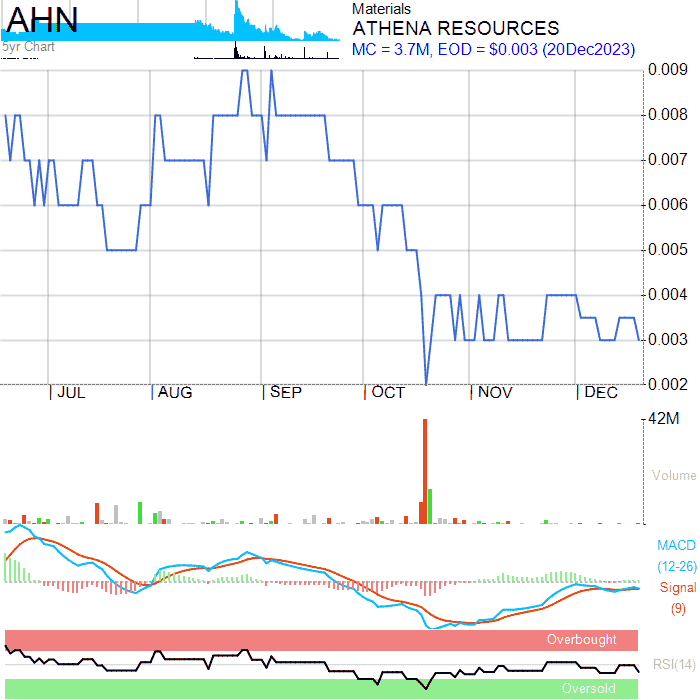 AHN
5yr Chart
Materials
ATHENA RESOURCES
MC = 3.7M, EOD = $0.003 (20Dec2023)
0.009
0.008
0.007
0.006
0.005
0.004
0.003
0.002
JUL AUG SEP OCT NOV DEC
42M
Volume
MACD
(12-26)
Signal
(9)
Overbought
RSI(14)
Oversold